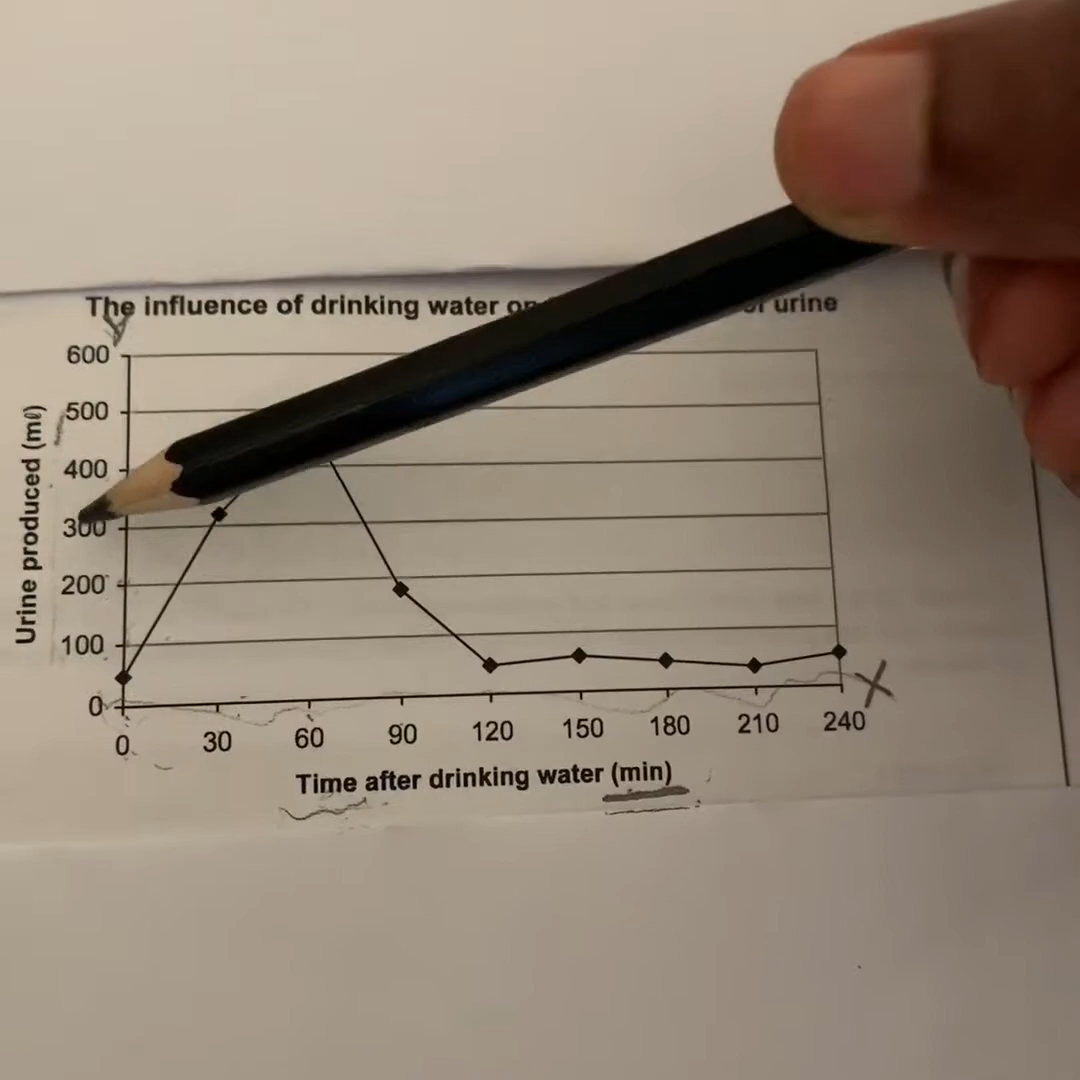 The influence of drinking water on urine
Y
600
500
400
300
200
100
0
Urine produced (mℓ)
0 30 60 90 120 150 180 210 240
X
Time after drinking water (min)